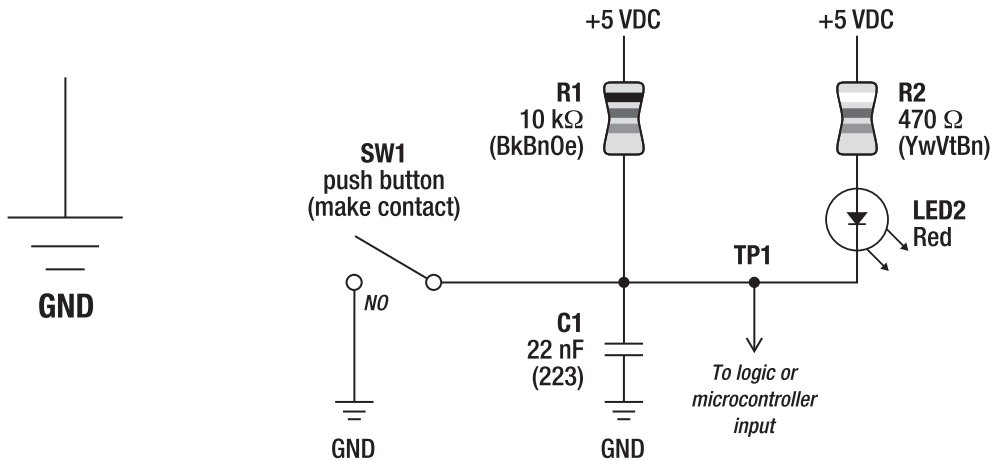 GND
SW1
push button
(make contact)
NO
GND
+5 VDC
R1
10 kΩ
(BkBnOe)
C1
22 nF
(223)
GND
TP1
To logic or
microcontroller
input
+5 VDC
R2
470 Ω
(YwVtBn)
LED2
Red